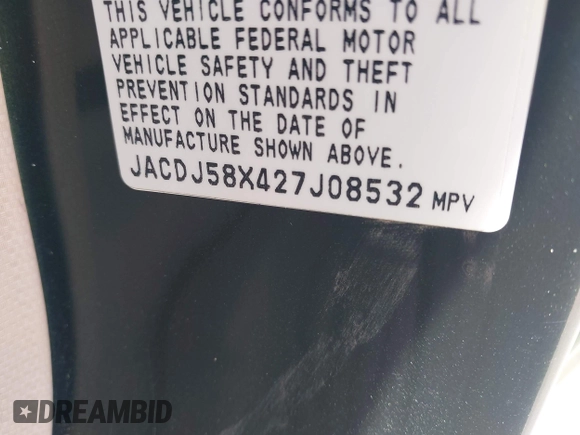 THIS VEHICLE CONFORMS TO ALL
APPLICABLE FEDERAL MOTOR
VEHICLE SAFETY AND THEFT
PREVENTION STANDARDS IN
EFFECT ON THE DATE OF
MANUFACTURE SHOWN ABOVE.
JACDJ58X427J08532 MPV
DREAMBID